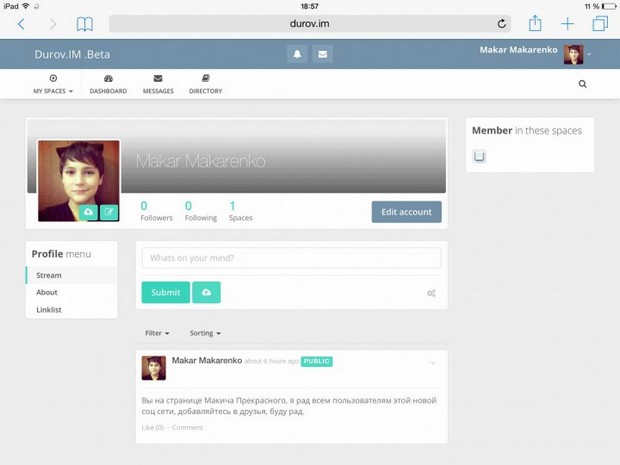 iPad 18:57 11 %
durov.im
Durov.IM .Beta Makar Makarenko
MY SPACES DASHBOARD MESSAGES DIRECTORY
Makar Makarenko
Member in these spaces
0 0 1
Followers Following Spaces
Edit account
Profile menu
Stream
About
Linklist
Whats on your mind?
Submit
Filter Sorting
Makar Makarenko about 6 hours ago PUBLIC
Вы на странице Макича Прекрасного, я рад всем пользователям этой новой
соц сети, добавляйтесь в друзья, буду рад.
Like (0) · Comment